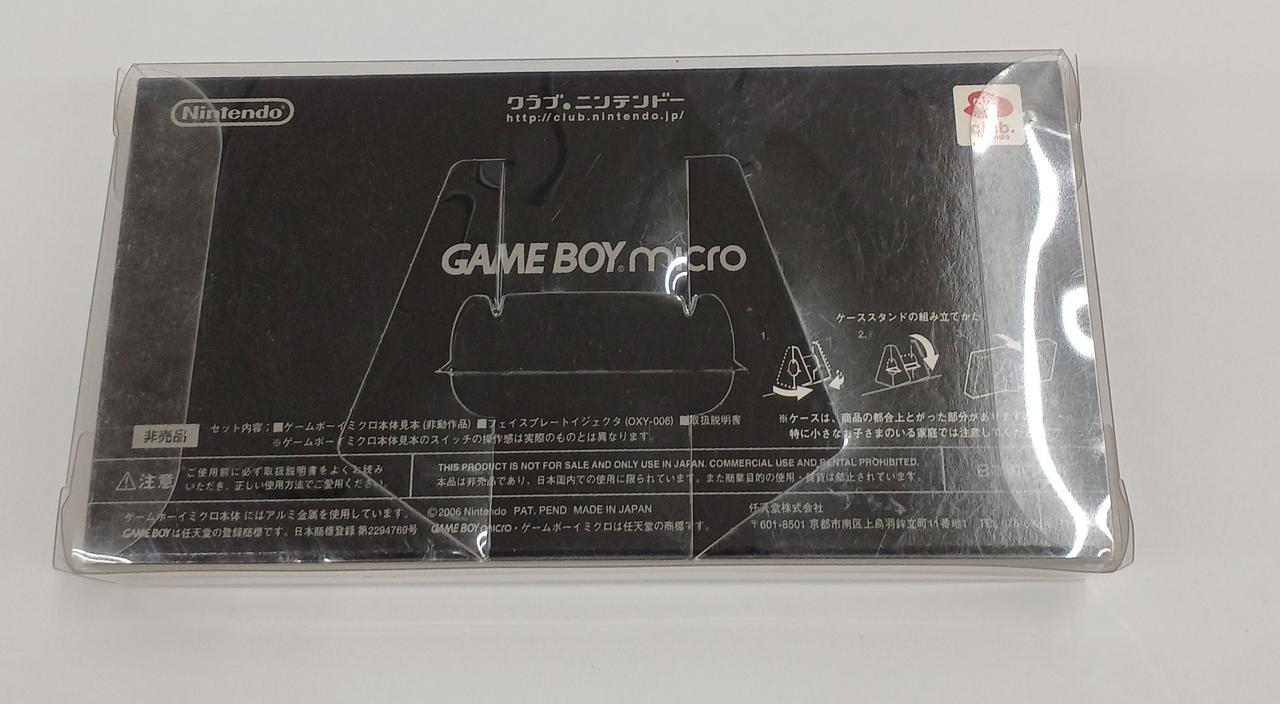 Nintendo
クラブ。ニンテンドー
http://club.nintendo.jp/
club.
GAME BOY micro
ケーススタンドの組み立てかた
1.
2.
3.
セット内容：■ゲームボーイミクロ本体見本 (非動作品) ■フェイスプレートイジェクタ (OXY-006) ■取扱説明書
※ゲームボーイミクロ本体見本のスイッチの操作感は実際のものとは異なります。
非売品
※ケースは、商品の都合上とがった部分があります
特に小さなお子さまのいる家庭では注意してく
注意
ご使用前に必ず取扱説明書をよくお読み
いただき、正しい使用方法でご愛用ください。
THIS PRODUCT IS NOT FOR SALE AND ONLY USE IN JAPAN. COMMERCIAL USE AND RENTAL PROHIBITED.
本品は非売品であり、日本国内での使用に限られています。また商業目的の使用・賃貸は禁止されています。
ゲームボーイミクロ本体にはアルミ金属を使用しています。
GAME BOYは任天堂の登録商標です。日本商標登録 第2294769号
©2006 Nintendo PAT. PEND MADE IN JAPAN
GAME BOY micro・ゲームボーイミクロは任天堂の商標です。
任天堂株式会社
〒601-8501 京都市南区上鳥羽鉾立町11番地1 TEL